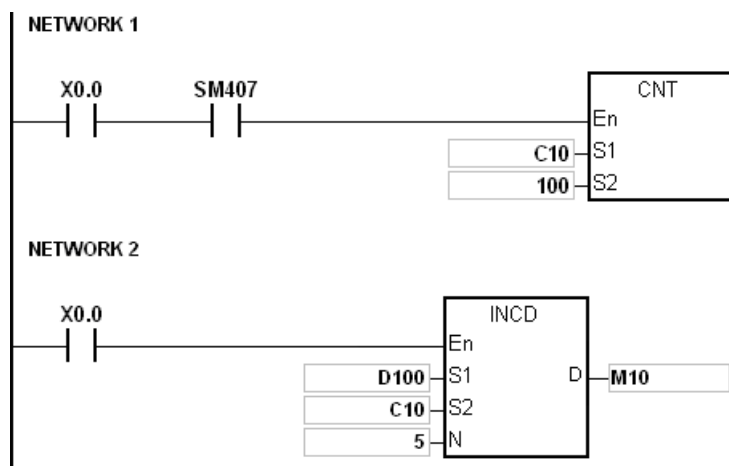 NETWORK 1
X0.0 SM407 CNT
En
C10 S1
100 S2
NETWORK 2
X0.0 INCD
En
D100 S1 D M10
C10 S2
5 N